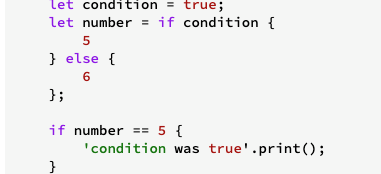 let condition = true;
let number = if condition {
    5
} else {
    6
};

if number == 5 {
    'condition was true'.print();
}